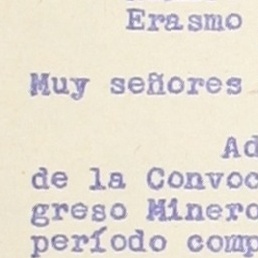 Erasmo
Muy señores
Ad
de la Convoc
greso Minero
período comp